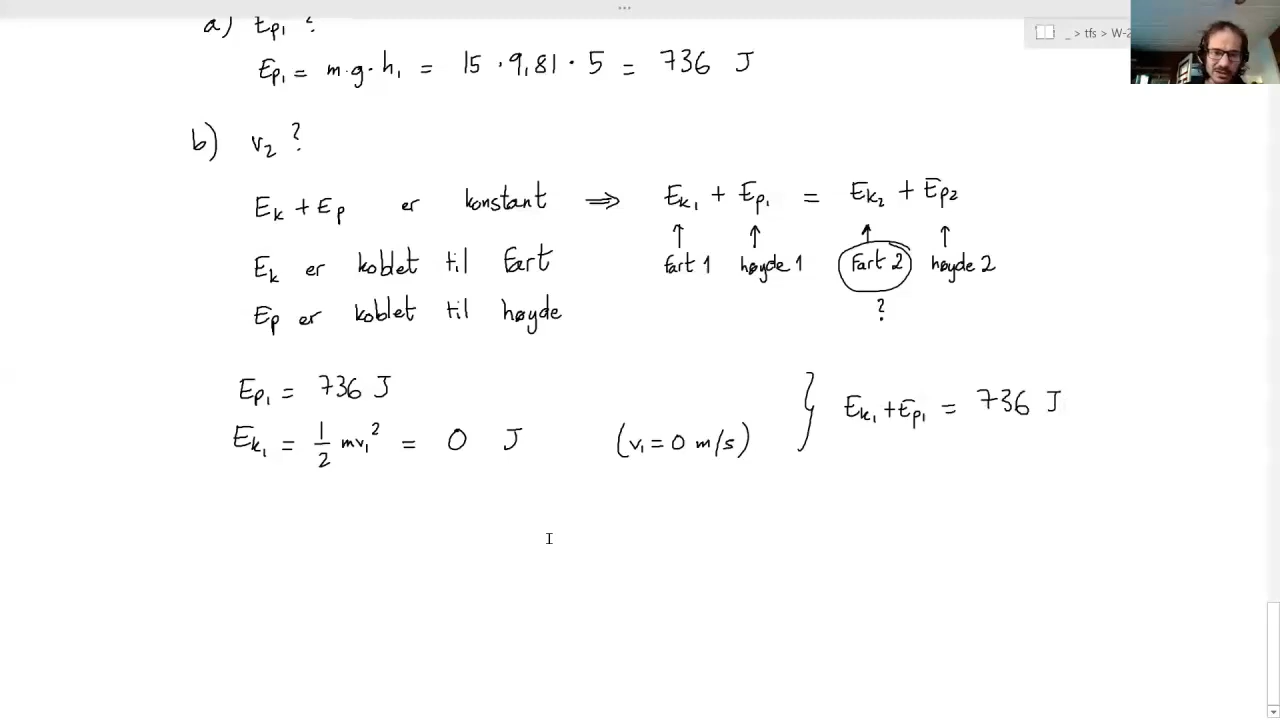 _ > tfs > W-2
a) Ep₁ ?
Ep₁ = m·g·h₁ = 15 · 9,81 · 5 = 736 J
b) v₂ ?
Ek + Ep er konstant ⇒ Ek₁ + Ep₁ = Ek₂ + Ep₂
↑ ↑ ↑ ↑
Ek er koblet til fart fart 1 høyde 1 fart 2 høyde 2
Ep er koblet til høyde ?
Ep₁ = 736 J
} Ek₁ + Ep₁ = 736 J
Ek₁ = 1/2 mv₁² = 0 J (v₁ = 0 m/s)